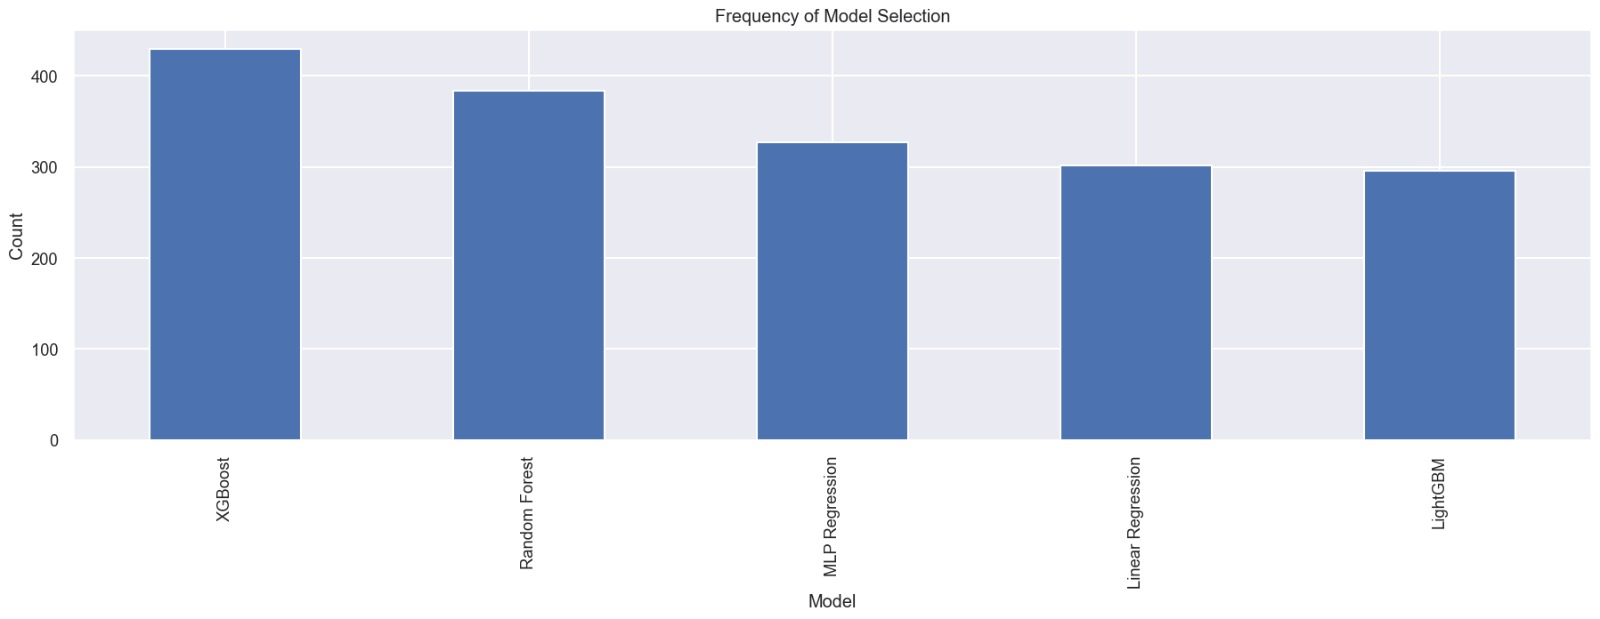 Frequency of Model Selection
Count
400
300
200
100
0
XGBoost
Random Forest
MLP Regression
Linear Regression
LightGBM
Model